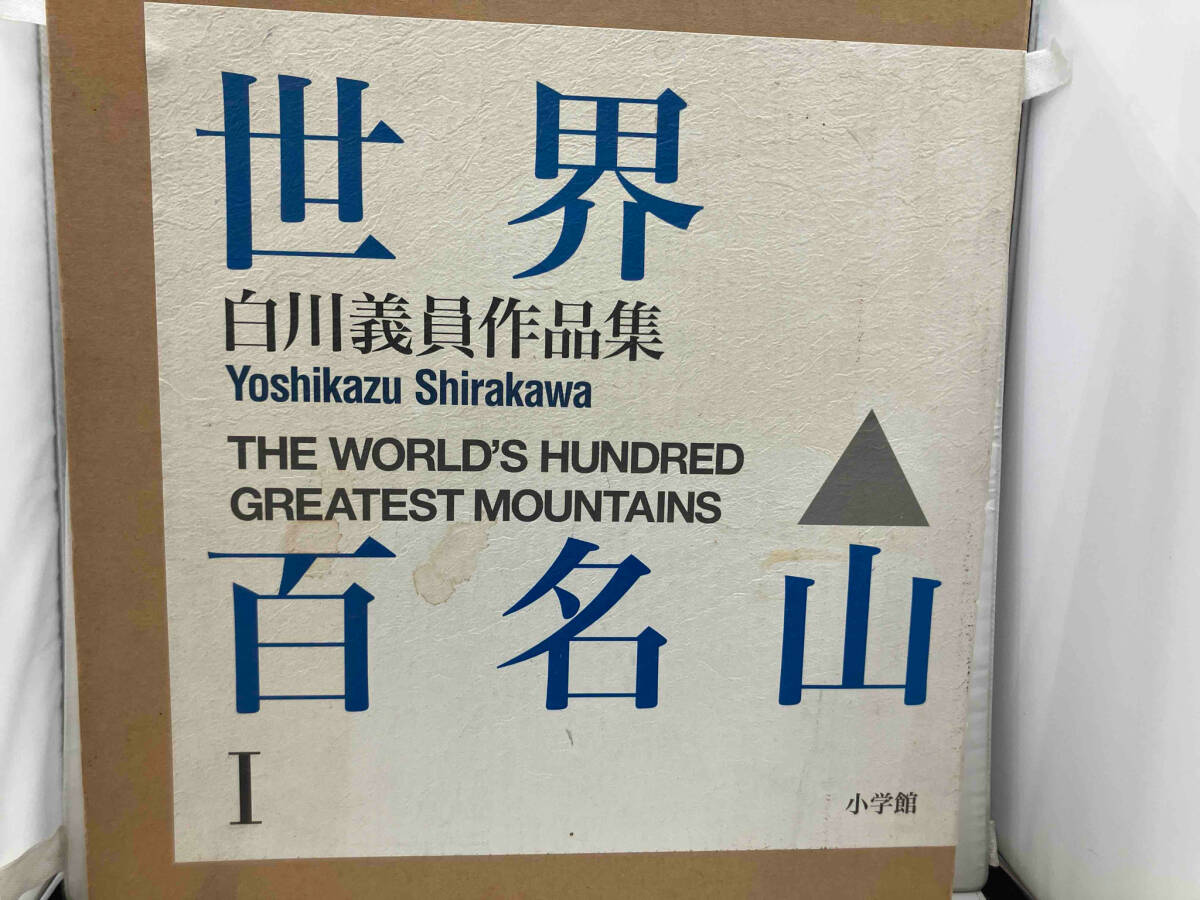 世界
白川義員作品集
Yoshikazu Shirakawa
THE WORLD'S HUNDRED
GREATEST MOUNTAINS
百名山
I
小学館